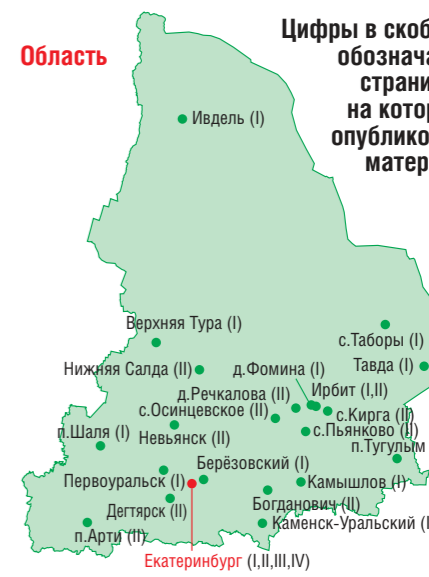 Область
Цифры в скоб
обознача
страни
на котор
опублико
матер
Ивдель (I)
Верхняя Тура (I)
с.Таборы (I)
Нижняя Салда (II)
д.Фомина (I)
Тавда (I)
д.Речкалова (II)
Ирбит (I,II)
с.Осинцевское (II)
с.Кирга (II)
п.Шаля (I)
Невьянск (II)
с.Пьянково (II)
п.Тугулым
Берёзовский (I)
Первоуральск (I)
Камышлов (I)
Дегтярск (II)
Богданович (II)
п.Арти (II)
Каменск-Уральский (I
Екатеринбург (I,II,III,IV)